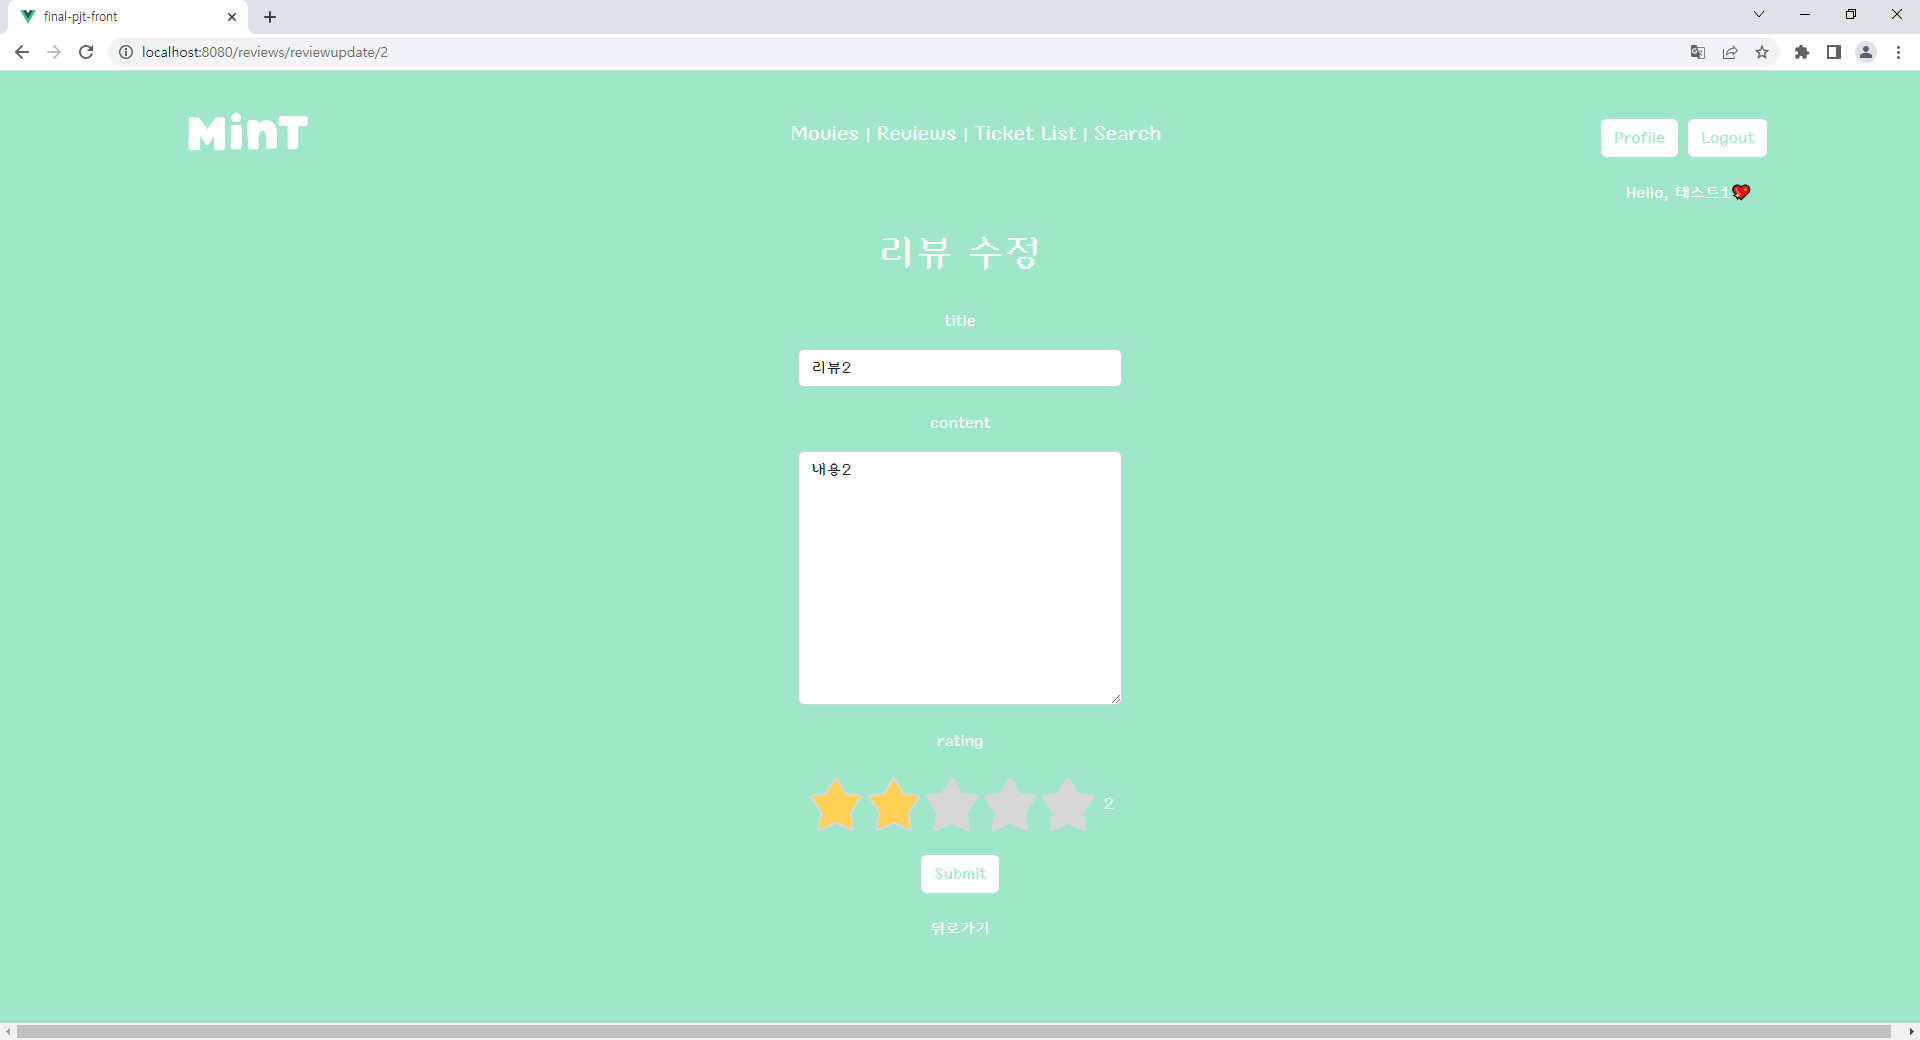 final-pjt-front
localhost:8080/reviews/reviewupdate/2
MinT
Movies | Reviews | Ticket List | Search
Profile
Logout
Hello, 테스트1
리뷰 수정
title
리뷰2
content
내용2
rating
2
Submit
뒤로가기